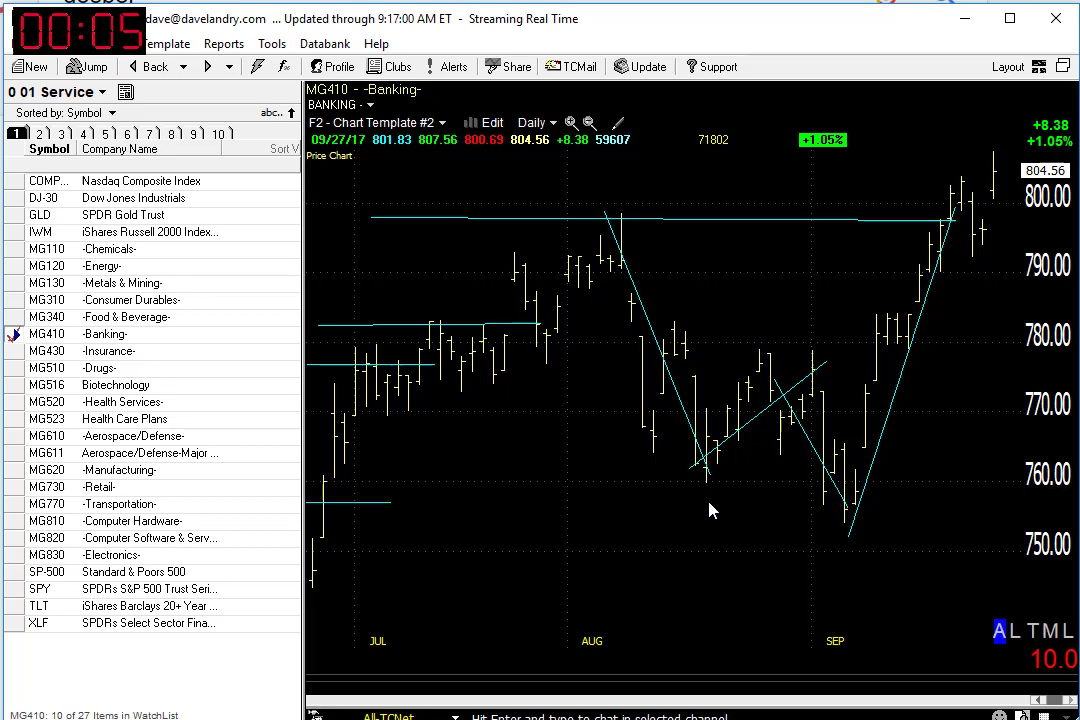 00:05
dave@davelandry.com ... Updated through 9:17:00 AM ET - Streaming Real Time
emplate Reports Tools Databank Help
New Jump Back Profile Clubs Alerts Share TCMail Update Support Layout
0 01 Service
Sorted by: Symbol abc..
1 2 3 4 5 6 7 8 9 10
Symbol Company Name Sort V
COMP... Nasdaq Composite Index
DJ-30 Dow Jones Industrials
GLD SPDR Gold Trust
IWM iShares Russell 2000 Index...
MG110 -Chemicals-
MG120 -Energy-
MG130 -Metals & Mining-
MG310 -Consumer Durables-
MG340 -Food & Beverage-
MG410 -Banking-
MG430 -Insurance-
MG510 -Drugs-
MG516 Biotechnology
MG520 -Health Services-
MG523 Health Care Plans
MG610 -Aerospace/Defense-
MG611 Aerospace/Defense-Major ...
MG620 -Manufacturing-
MG730 -Retail-
MG770 -Transportation-
MG810 -Computer Hardware-
MG820 -Computer Software & Serv...
MG830 -Electronics-
SP-500 Standard & Poors 500
SPY SPDRs S&P 500 Trust Seri...
TLT iShares Barclays 20+ Year ...
XLF SPDRs Select Sector Fina...
MG410: 10 of 27 Items in WatchList
MG410 - -Banking-
BANKING -
F2 - Chart Template #2 Edit Daily
09/27/17 801.83 807.56 800.69 804.56 +8.38 59607 71802 +1.05%
Price Chart
+8.38
+1.05%
804.56
800.00
790.00
780.00
770.00
760.00
750.00
JUL AUG SEP
A L T M L
10.0
All-TCNet Hit Enter and type to chat in selected channel